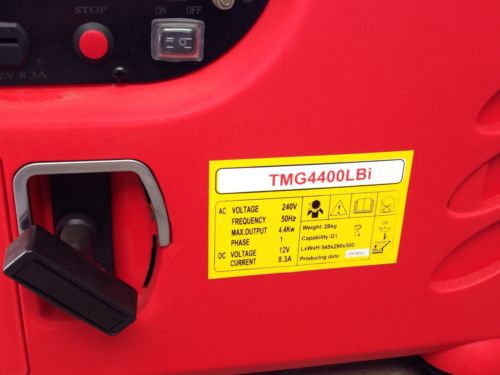 STOP
ON OFF
12V 8.3A
TMG4400LBi
AC VOLTAGE 240V
FREQUENCY 50Hz
MAX.OUTPUT 4.4Kw
PHASE 1
DC VOLTAGE 12V
CURRENT 8.3A
Weight: 28kg
Capability: G1
LxWxH: 545x290x500
Producing date